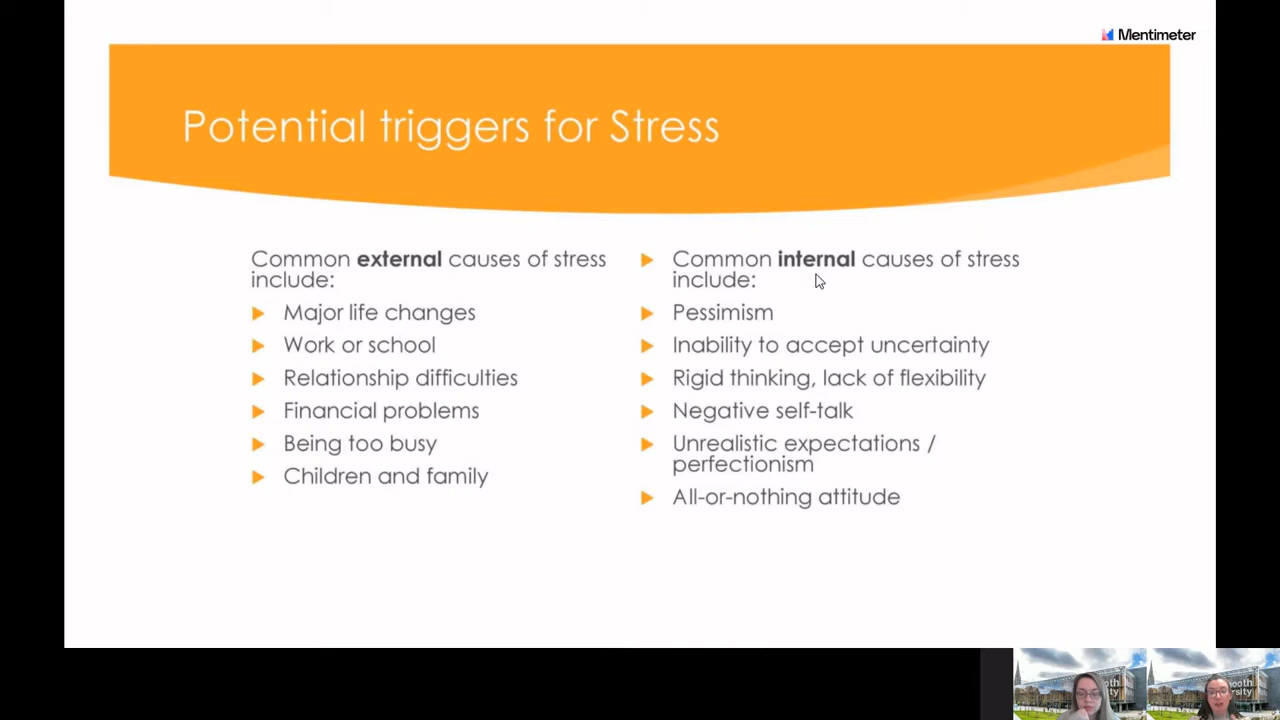 Mentimeter
Potential triggers for Stress
Common external causes of stress
include:
Major life changes
Work or school
Relationship difficulties
Financial problems
Being too busy
Children and family
Common internal causes of stress
include:
Pessimism
Inability to accept uncertainty
Rigid thinking, lack of flexibility
Negative self-talk
Unrealistic expectations /
perfectionism
All-or-nothing attitude